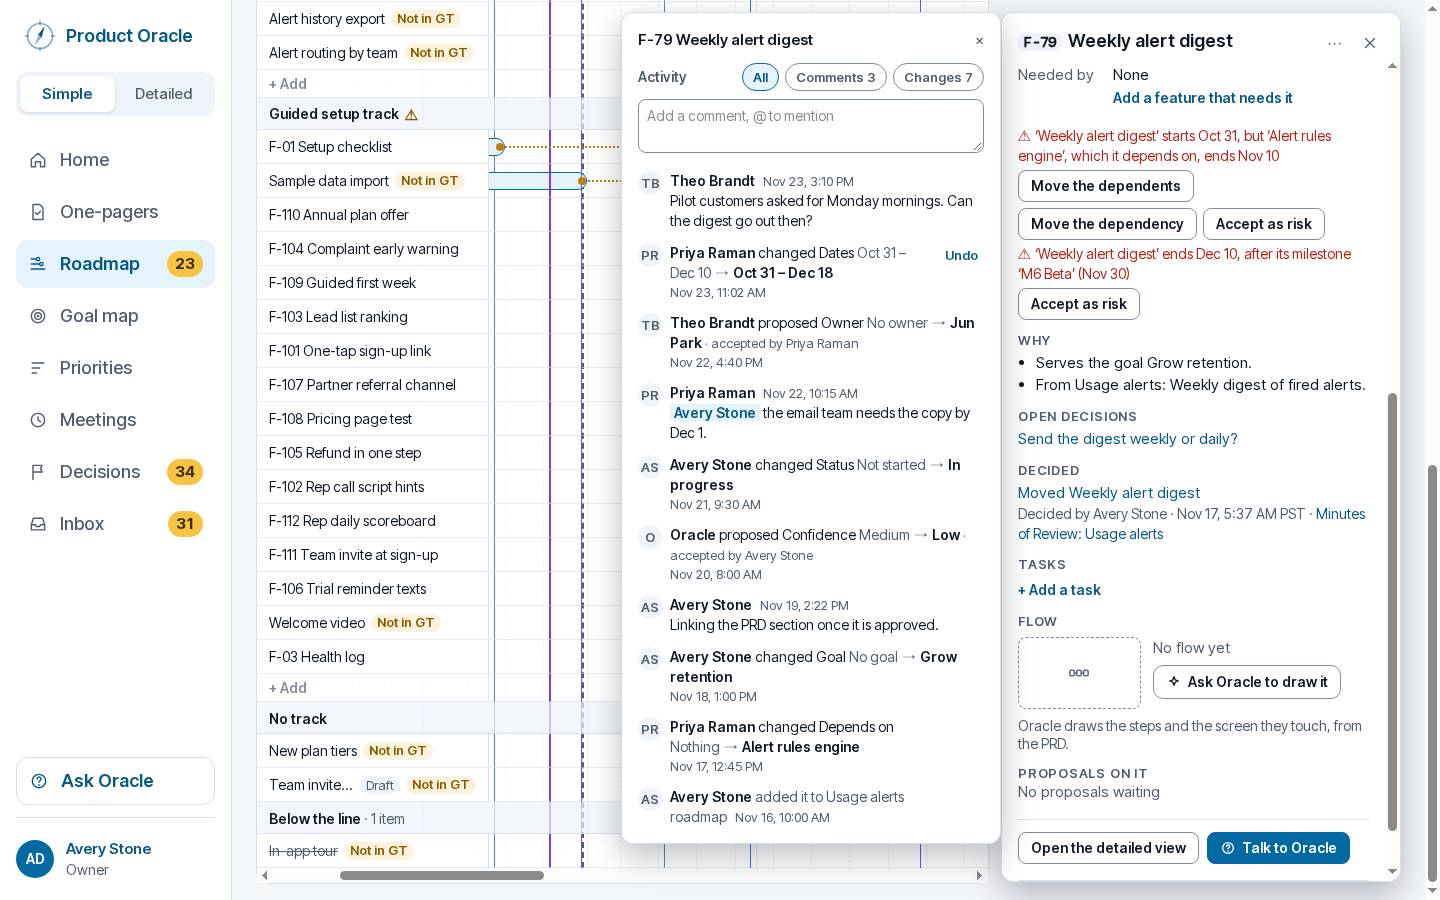 Product Oracle
Simple
Detailed
Home
One-pagers
Roadmap
23
Goal map
Priorities
Meetings
Decisions
34
Inbox
31
Ask Oracle
AD
Avery Stone
Owner
Alert history export
Not in GT
Alert routing by team
Not in GT
+ Add
Guided setup track
F-01 Setup checklist
Sample data import
Not in GT
F-110 Annual plan offer
F-104 Complaint early warning
F-109 Guided first week
F-103 Lead list ranking
F-101 One-tap sign-up link
F-107 Partner referral channel
F-108 Pricing page test
F-105 Refund in one step
F-102 Rep call script hints
F-112 Rep daily scoreboard
F-111 Team invite at sign-up
F-106 Trial reminder texts
Welcome video
Not in GT
F-03 Health log
+ Add
No track
New plan tiers
Not in GT
Team invite...
Draft
Not in GT
Below the line · 1 item
In-app tour
Not in GT
F-79 Weekly alert digest
×
Activity
All
Comments 3
Changes 7
Add a comment, @ to mention
TB
Theo Brandt Nov 23, 3:10 PM
Pilot customers asked for Monday mornings. Can
the digest go out then?
PR
Priya Raman changed Dates Oct 31 –
Dec 10 → Oct 31 – Dec 18
Nov 23, 11:02 AM
Undo
TB
Theo Brandt proposed Owner No owner → Jun
Park · accepted by Priya Raman
Nov 22, 4:40 PM
PR
Priya Raman Nov 22, 10:15 AM
Avery Stone the email team needs the copy by
Dec 1.
AS
Avery Stone changed Status Not started → In
progress
Nov 21, 9:30 AM
O
Oracle proposed Confidence Medium → Low ·
accepted by Avery Stone
Nov 20, 8:00 AM
AS
Avery Stone Nov 19, 2:22 PM
Linking the PRD section once it is approved.
AS
Avery Stone changed Goal No goal → Grow
retention
Nov 18, 1:00 PM
PR
Priya Raman changed Depends on
Nothing → Alert rules engine
Nov 17, 12:45 PM
AS
Avery Stone added it to Usage alerts
roadmap Nov 16, 10:00 AM
F-79 Weekly alert digest
Needed by
None
Add a feature that needs it
⚠ ‘Weekly alert digest’ starts Oct 31, but ‘Alert rules
engine’, which it depends on, ends Nov 10
Move the dependents
Move the dependency
Accept as risk
⚠ ‘Weekly alert digest’ ends Dec 10, after its milestone
‘M6 Beta’ (Nov 30)
Accept as risk
WHY
• Serves the goal Grow retention.
• From Usage alerts: Weekly digest of fired alerts.
OPEN DECISIONS
Send the digest weekly or daily?
DECIDED
Moved Weekly alert digest
Decided by Avery Stone · Nov 17, 5:37 AM PST · Minutes
of Review: Usage alerts
TASKS
+ Add a task
FLOW
No flow yet
Ask Oracle to draw it
Oracle draws the steps and the screen they touch, from
the PRD.
PROPOSALS ON IT
No proposals waiting
Open the detailed view
Talk to Oracle